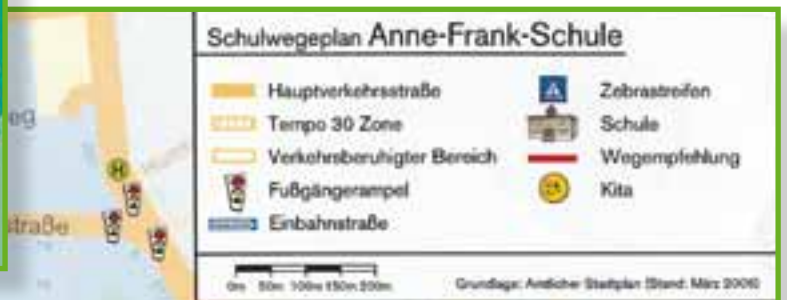 Schulwegeplan Anne-Frank-Schule
Hauptverkehrsstraße
Tempo 30 Zone
Verkehrsberuhigter Bereich
Fußgängerampel
Einbahnstraße
Zebrastreifen
Schule
Wegempfehlung
Kita
eg
H
straße
0m 50m 100m 150m 200m
Grundlage: Amtlicher Stadtplan (Stand: März 2006)